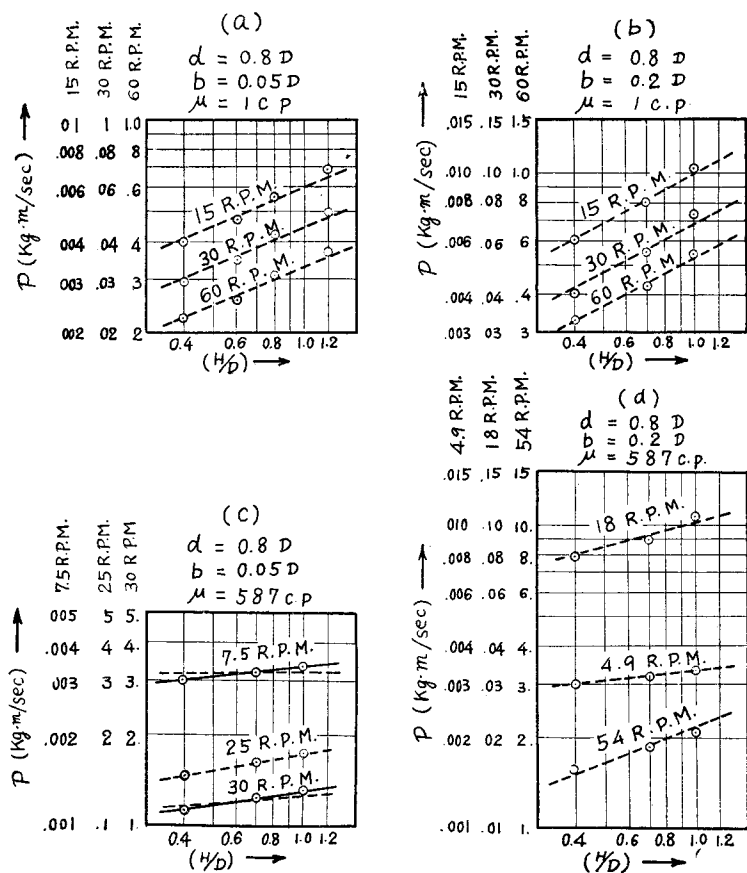 (a)
d = 0.8 D
b = 0.05 D
μ = 1 C P
15 R.P.M.
30 R.P.M.
60 R.P.M.
01 1 1.0
.008 .08 .8
.006 .06 .6
.004 .04 .4
.003 .03 .3
.002 .02 .2
P (Kg.m/sec)
15 R.P.M.
30 R.P.M.
60 R.P.M.
0.4 0.6 0.8 1.0 1.2
(H/D)
(b)
d = 0.8 D
b = 0.2 D
μ = 1 c.p.
15 R.P.M.
30 R.P.M.
60 R.P.M.
.015 .15 1.5
.010 .10 1.0
.008 .08 .8
.006 .06 .6
.004 .04 .4
.003 .03 .3
P (Kg.m/sec)
15 R.P.M.
30 R.P.M.
60 R.P.M.
0.4 0.6 0.8 1.0 1.2
(H/D)
(c)
d = 0.8 D
b = 0.05 D
μ = 587 c.p
7.5 R.P.M.
25 R.P.M.
30 R P M
005 5 5.
.004 4 4.
.003 3 3.
.002 2 2
.001 .1 1.
P (Kg.m/sec)
7.5 R.P.M.
25 R.P.M.
30 R.P.M.
0.4 0.6 0.8 1.0 1.2
(H/D)
(d)
d = 0.8 D
b = 0.2 D
μ = 587 c.p.
4.9 R.P.M.
18 R.P.M.
54 R.P.M.
.015 .15 15
.010 .10 10.
.008 .08 8.
.004 .04 4.
.003 .03 3.
.002 02 2.
.001 .01 1.
P (Kg.m/sec)
18 R.P.M.
4.9 R.P.M.
54 R.P.M.
0.4 0.6 0.8 1.0 1.2
(H/D)